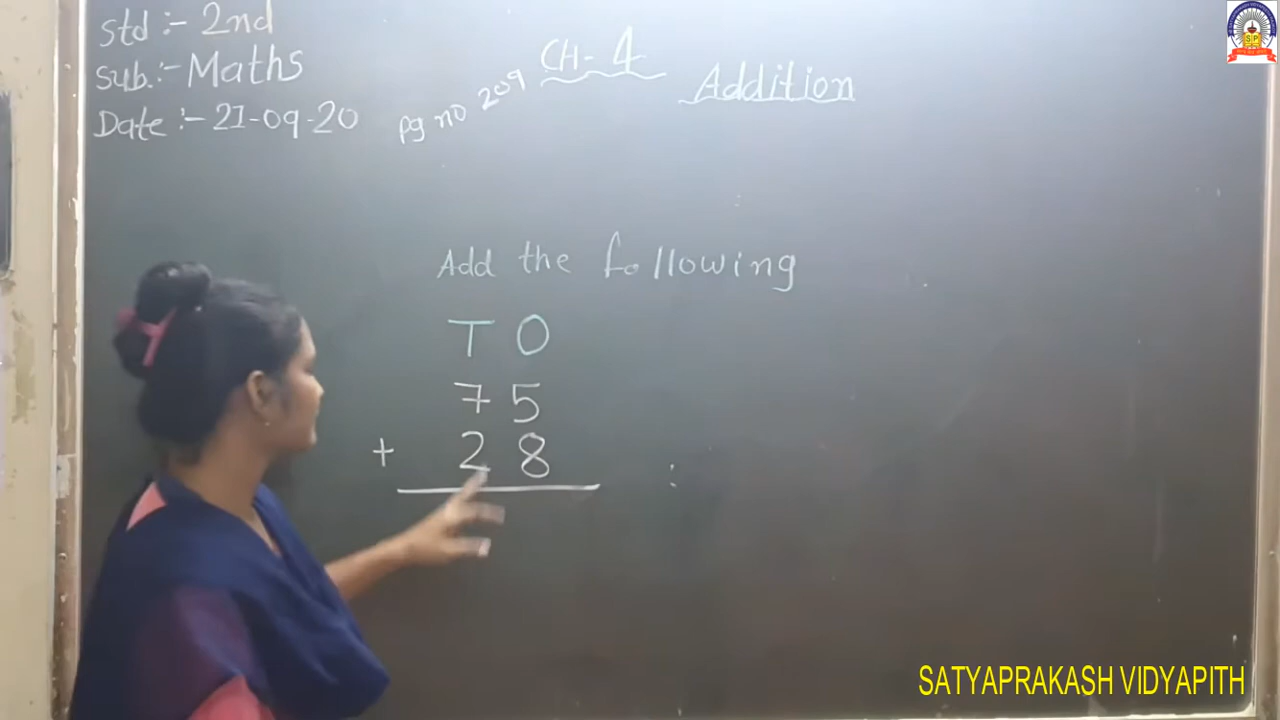 Std :- 2nd
Sub. :- Maths
Date :- 21-09-20
pg no 209
CH- 4
Addition
Add the following
T O
7 5
+ 2 8
SP
SATYAPRAKASH VIDYAPITH